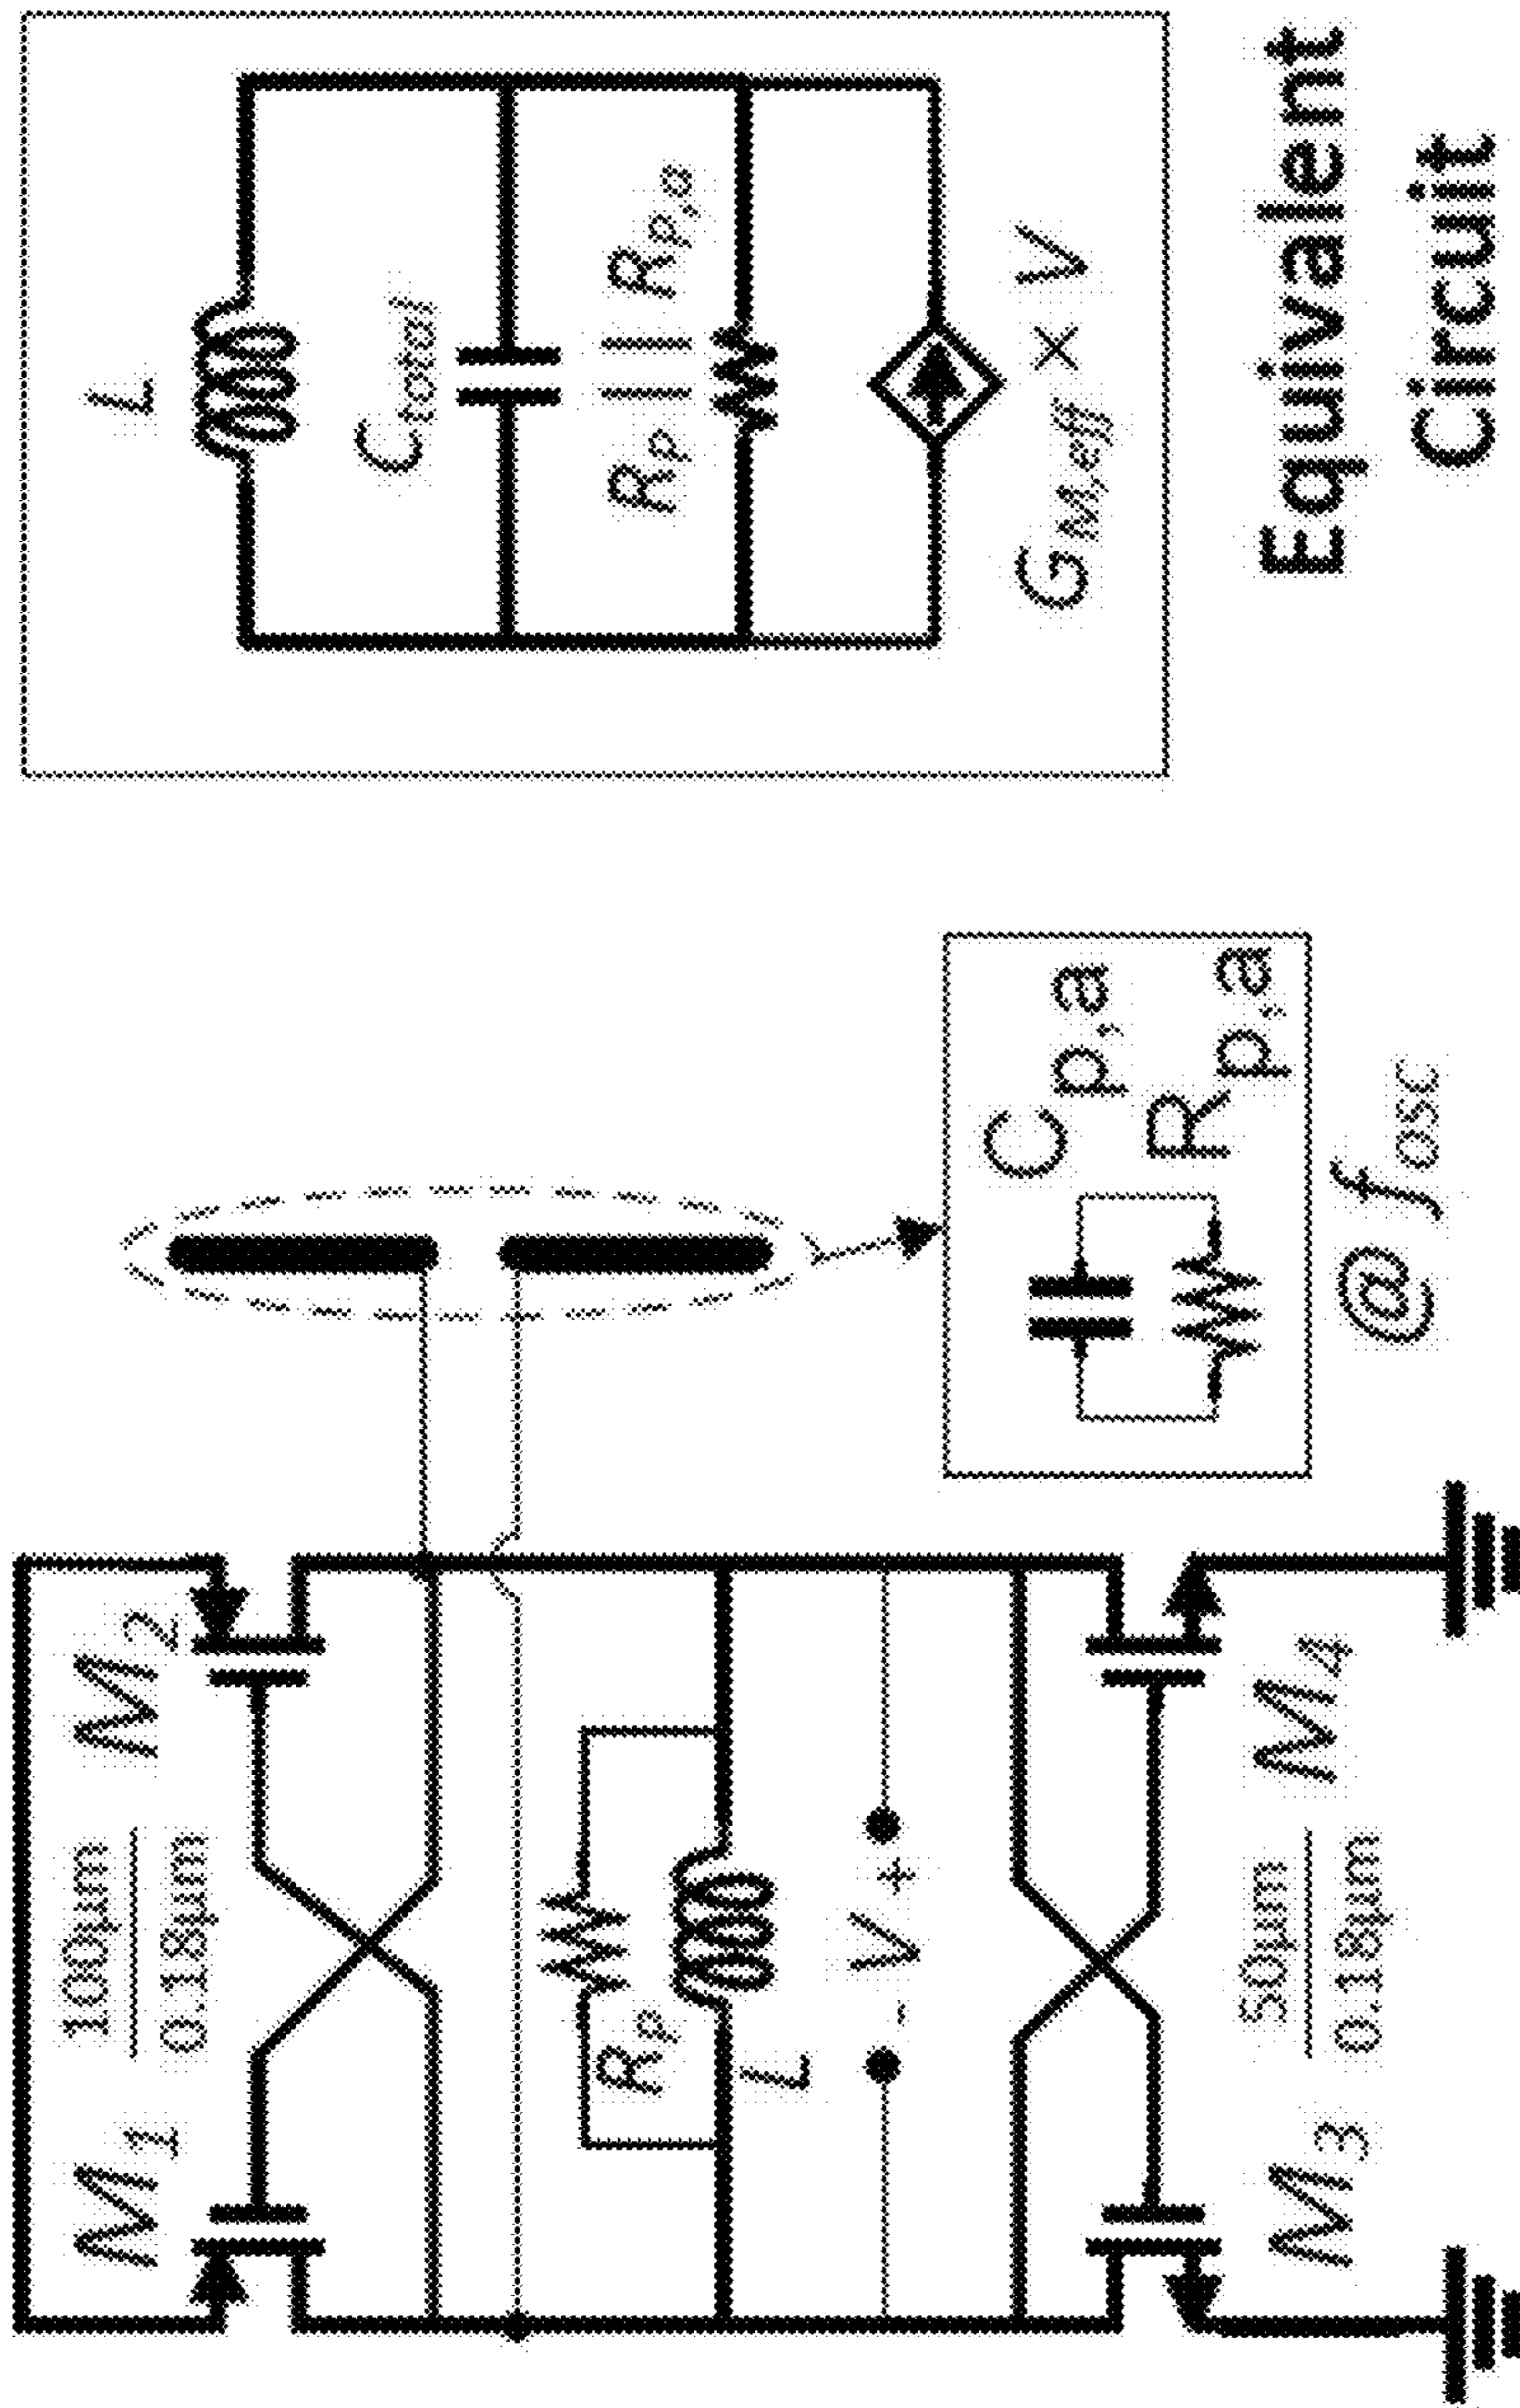 M1
100µm
0.18µm
M2
Rp
L
- V +
M3
50µm
0.18µm
M4
Cp,a
Rp,a
@ fosc
L
Ctotal
Rp || Rp,a
GM,eff × V
Equivalent
Circuit